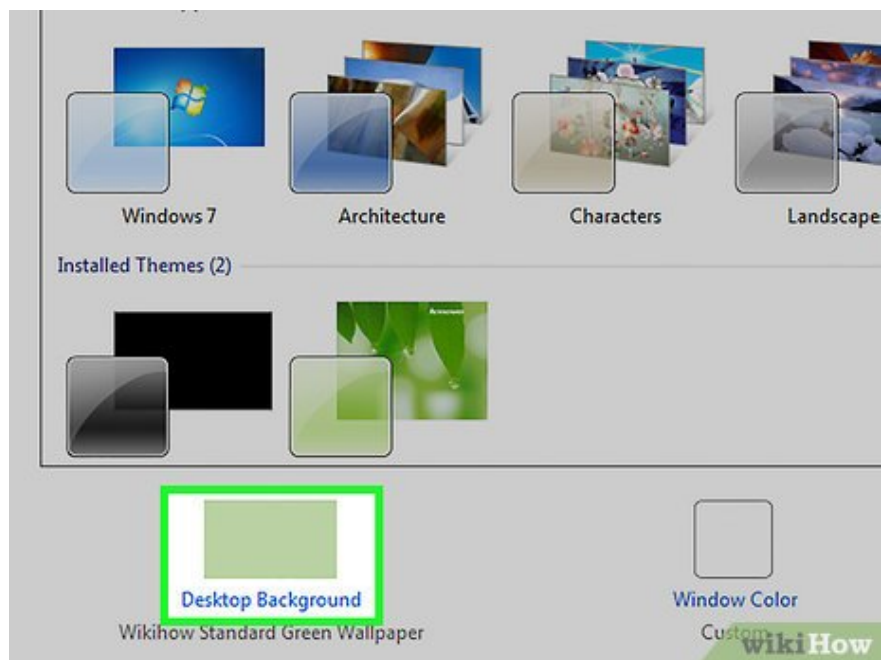 Windows 7
Architecture
Characters
Landscape
Installed Themes (2)
Desktop Background
Window Color
Wikihow Standard Green Wallpaper
Custom
wikiHow